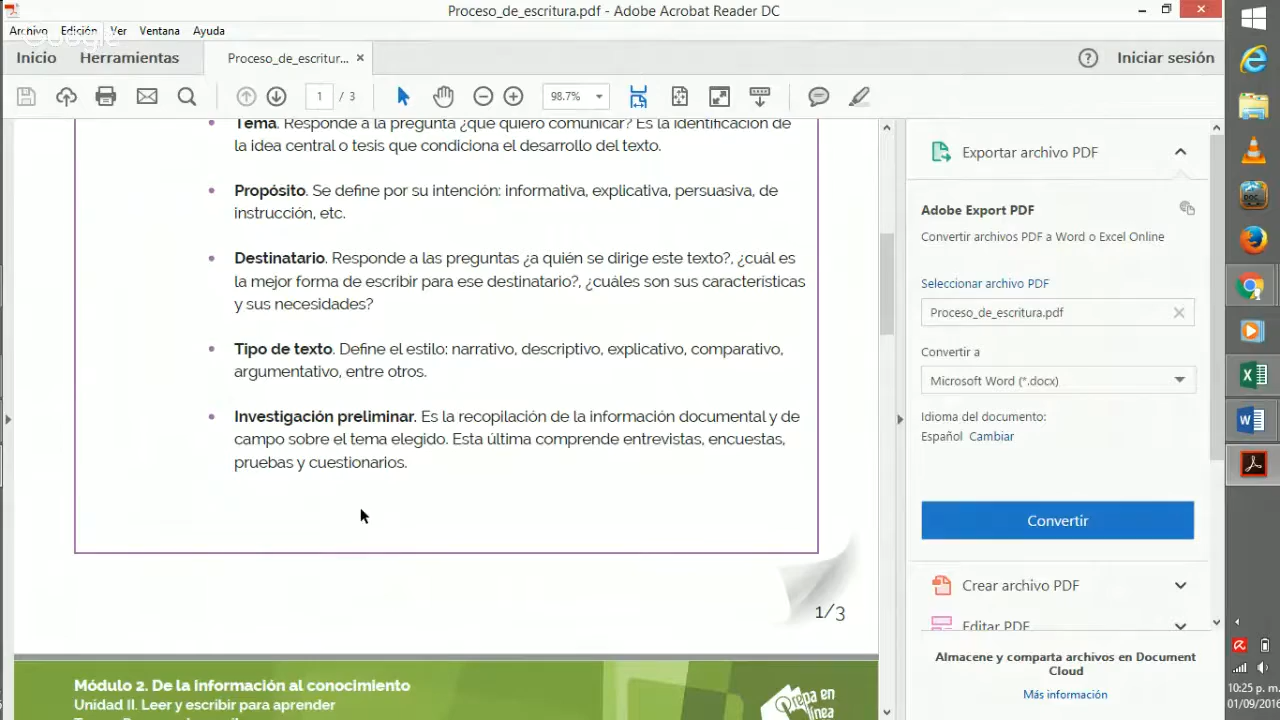 Proceso_de_escritura.pdf - Adobe Acrobat Reader DC
Archivo Edición Ver Ventana Ayuda
Google
Inicio Herramientas Proceso_de_escritur... × Iniciar sesión
1 / 3 98.7%
Tema. Responde a la pregunta ¿qué quiero comunicar? Es la identificación de
la idea central o tesis que condiciona el desarrollo del texto.
• Propósito. Se define por su intención: informativa, explicativa, persuasiva, de
instrucción, etc.
• Destinatario. Responde a las preguntas ¿a quién se dirige este texto?, ¿cuál es
la mejor forma de escribir para ese destinatario?, ¿cuáles son sus características
y sus necesidades?
• Tipo de texto. Define el estilo: narrativo, descriptivo, explicativo, comparativo,
argumentativo, entre otros.
• Investigación preliminar. Es la recopilación de la información documental y de
campo sobre el tema elegido. Esta última comprende entrevistas, encuestas,
pruebas y cuestionarios.
1/3
Módulo 2. De la información al conocimiento
Unidad II. Leer y escribir para aprender
Prepa en
línea
Exportar archivo PDF
Adobe Export PDF
Convertir archivos PDF a Word o Excel Online
Seleccionar archivo PDF
Proceso_de_escritura.pdf
Convertir a
Microsoft Word (*.docx)
Idioma del documento:
Español Cambiar
Convertir
Crear archivo PDF
Editar PDF
Almacene y comparta archivos en Document
Cloud
Más información
10:25 p. m.
01/09/2016